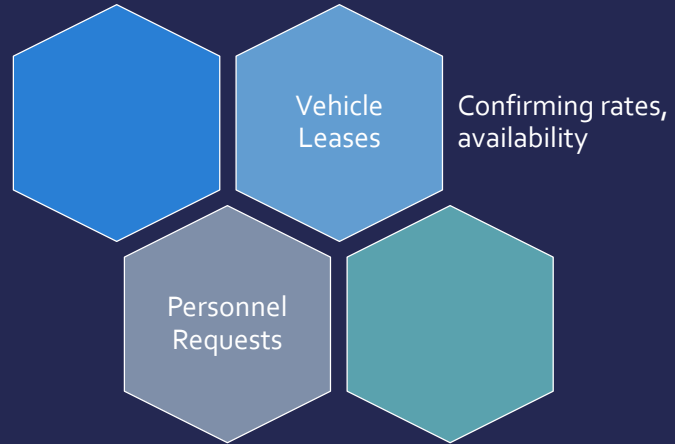 Vehicle
Leases
Confirming rates,
availability
Personnel
Requests